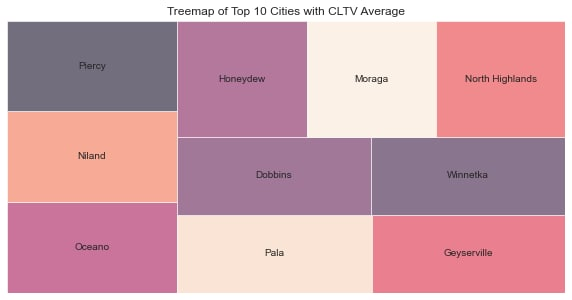 Treemap of Top 10 Cities with CLTV Average
Piercy
Honeydew
Moraga
North Highlands
Niland
Dobbins
Winnetka
Oceano
Pala
Geyserville